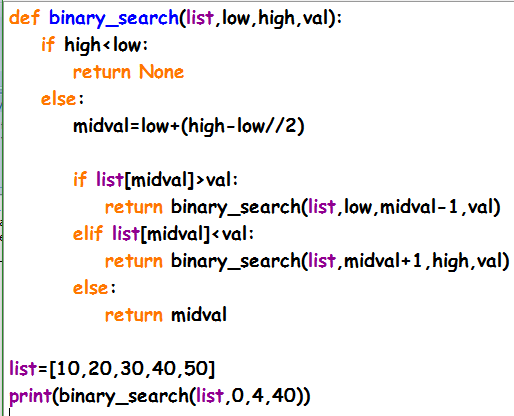 def binary_search(list,low,high,val):
    if high<low:
        return None
    else:
        midval=low+(high-low//2)

        if list[midval]>val:
            return binary_search(list,low,midval-1,val)
        elif list[midval]<val:
            return binary_search(list,midval+1,high,val)
        else:
            return midval

list=[10,20,30,40,50]
print(binary_search(list,0,4,40))